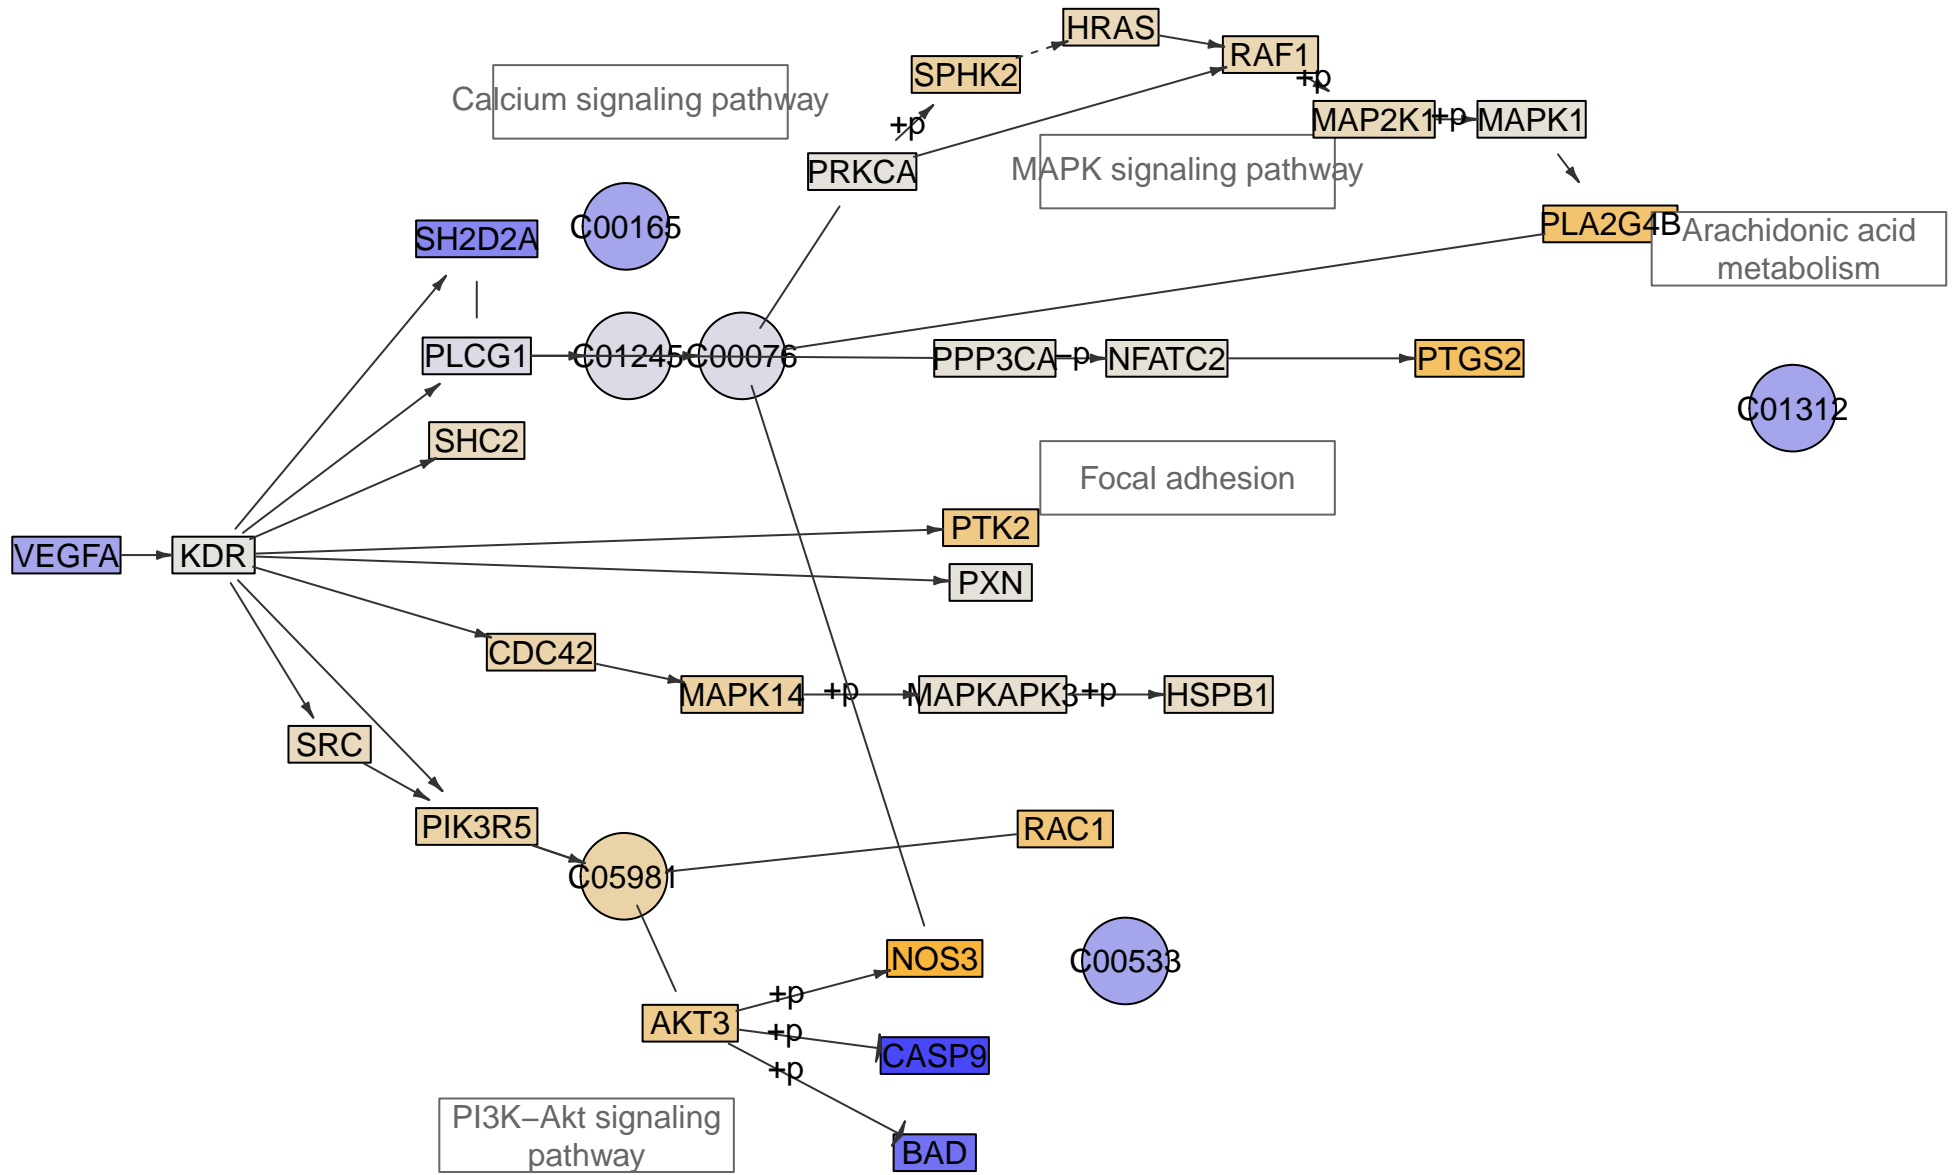 HRAS
RAF1
+p
SPHK2
Calcium signaling pathway
+p
MAP2K1
+p
MAPK1
PRKCA
MAPK signaling pathway
C00165
SH2D2A
PLA2G4B
Arachidonic acid
metabolism
PLCG1
C01245
C00076
PPP3CA
−p
NFATC2
PTGS2
C01312
SHC2
Focal adhesion
PTK2
VEGFA
KDR
PXN
CDC42
MAPK14
+p
MAPKAPK3
+p
HSPB1
SRC
PIK3R5
RAC1
C05981
NOS3
C00533
+p
AKT3
+p
CASP9
+p
PI3K−Akt signaling
pathway
BAD